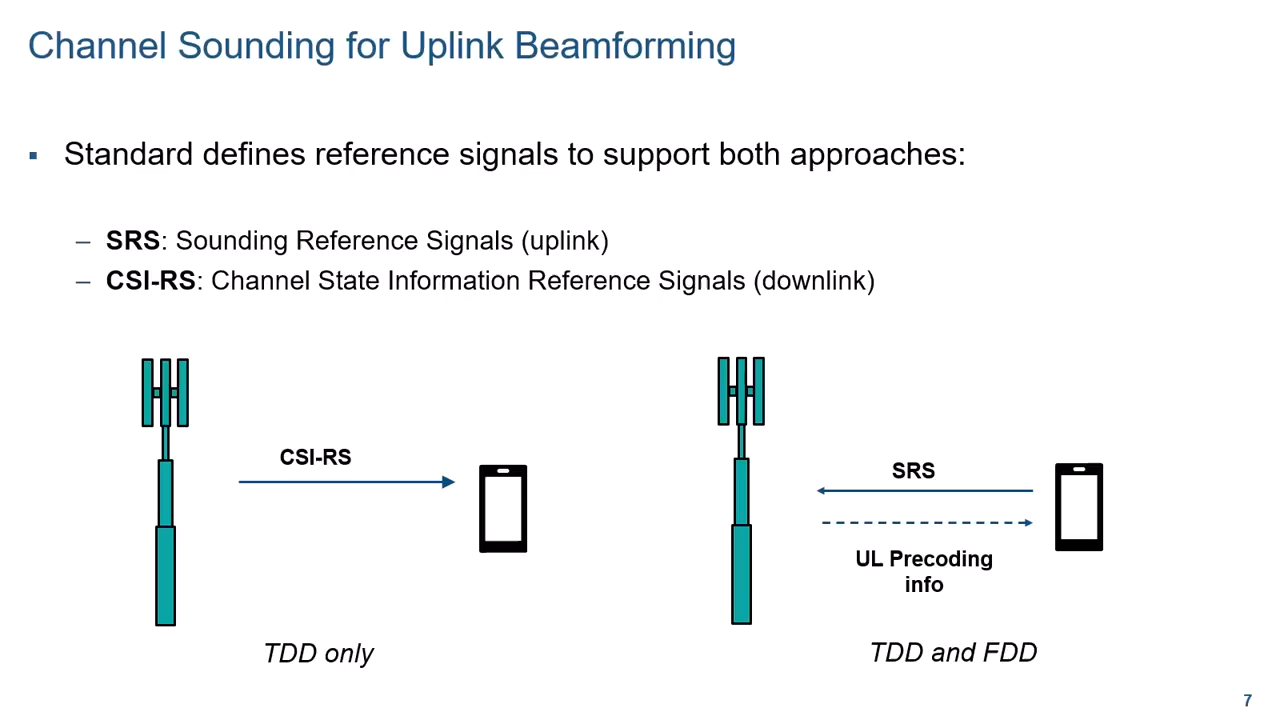 Channel Sounding for Uplink Beamforming
▪ Standard defines reference signals to support both approaches:
– SRS: Sounding Reference Signals (uplink)
– CSI-RS: Channel State Information Reference Signals (downlink)
CSI-RS
TDD only
SRS
UL Precoding
info
TDD and FDD
7